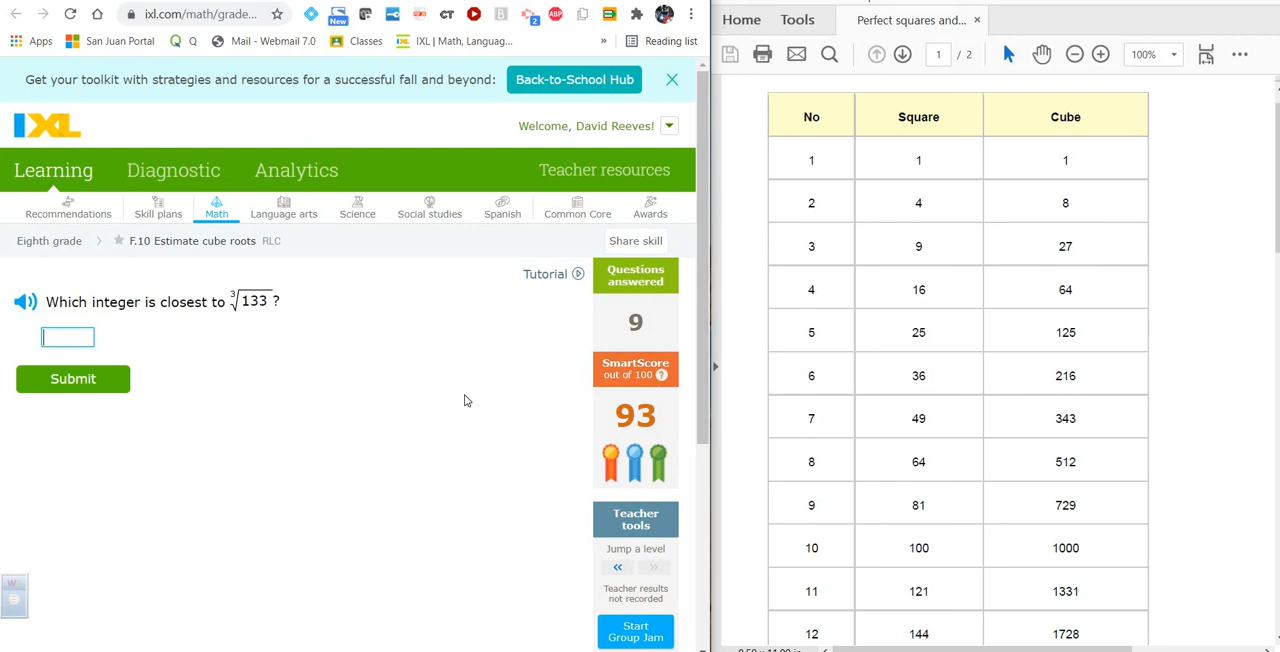 ixl.com/math/grade...
New
CT
2
ABP
Apps
San Juan Portal
Q
Mail - Webmail 7.0
Classes
IXL | Math, Languag...
»
Reading list
Get your toolkit with strategies and resources for a successful fall and beyond:
Back-to-School Hub
IXL
Welcome, David Reeves!
Learning
Diagnostic
Analytics
Teacher resources
Recommendations
Skill plans
Math
Language arts
Science
Social studies
Spanish
Common Core
Awards
Eighth grade
F.10 Estimate cube roots RLC
Share skill
Tutorial
Which integer is closest to ∛133 ?
Submit
Questions
answered
9
SmartScore
out of 100 ?
93
Teacher
tools
Jump a level
«
»
Teacher results
not recorded
Start
Group Jam
W
Home
Tools
Perfect squares and...
1 / 2
100%
No Square Cube
1 1 1
2 4 8
3 9 27
4 16 64
5 25 125
6 36 216
7 49 343
8 64 512
9 81 729
10 100 1000
11 121 1331
12 144 1728